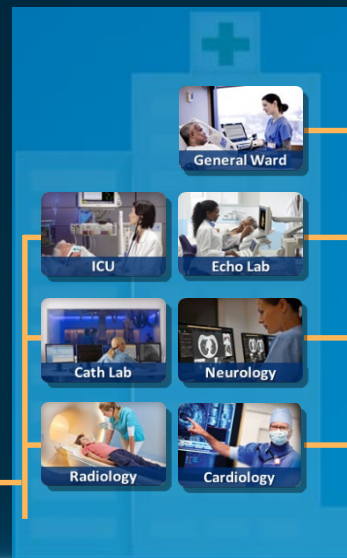 General Ward
ICU
Echo Lab
Cath Lab
Neurology
Radiology
Cardiology